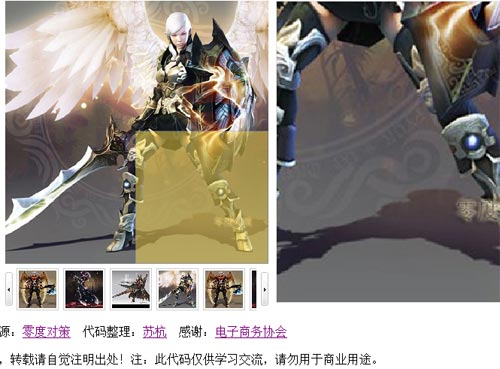 零度
源：零度对策 代码整理：苏杭 感谢：电子商务协会
，转载请自觉注明出处！注：此代码仅供学习交流，请勿用于商业用途。